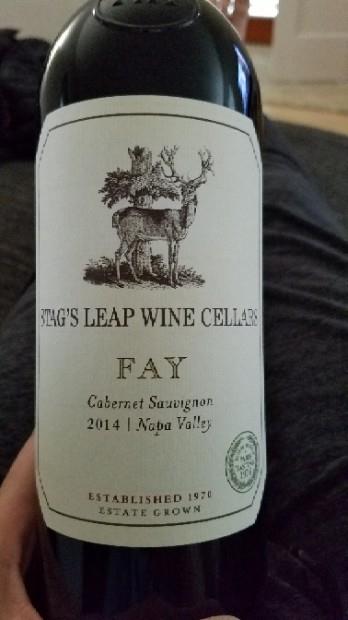 STAG'S LEAP WINE CELLARS
FAY
Cabernet Sauvignon
2014 | Napa Valley
ESTABLISHED 1970
ESTATE GROWN